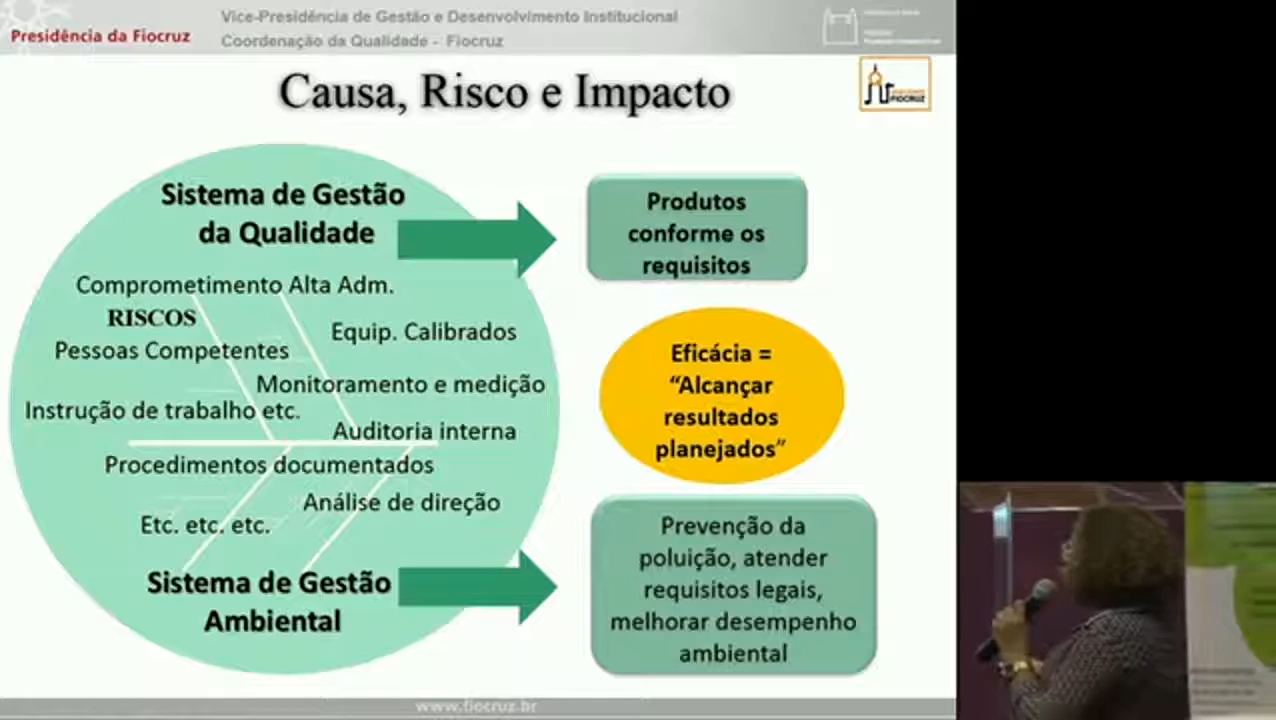 Vice-Presidência de Gestão e Desenvolvimento Institucional
Presidência da Fiocruz
Coordenação da Qualidade - Fiocruz
Causa, Risco e Impacto
FIOCRUZ
Sistema de Gestão
da Qualidade
Comprometimento Alta Adm.
RISCOS
Equip. Calibrados
Pessoas Competentes
Monitoramento e medição
Instrução de trabalho etc.
Auditoria interna
Procedimentos documentados
Análise de direção
Etc. etc. etc.
Sistema de Gestão
Ambiental
Produtos
conforme os
requisitos
Eficácia =
“Alcançar
resultados
planejados”
Prevenção da
poluição, atender
requisitos legais,
melhorar desempenho
ambiental
www.fiocruz.br